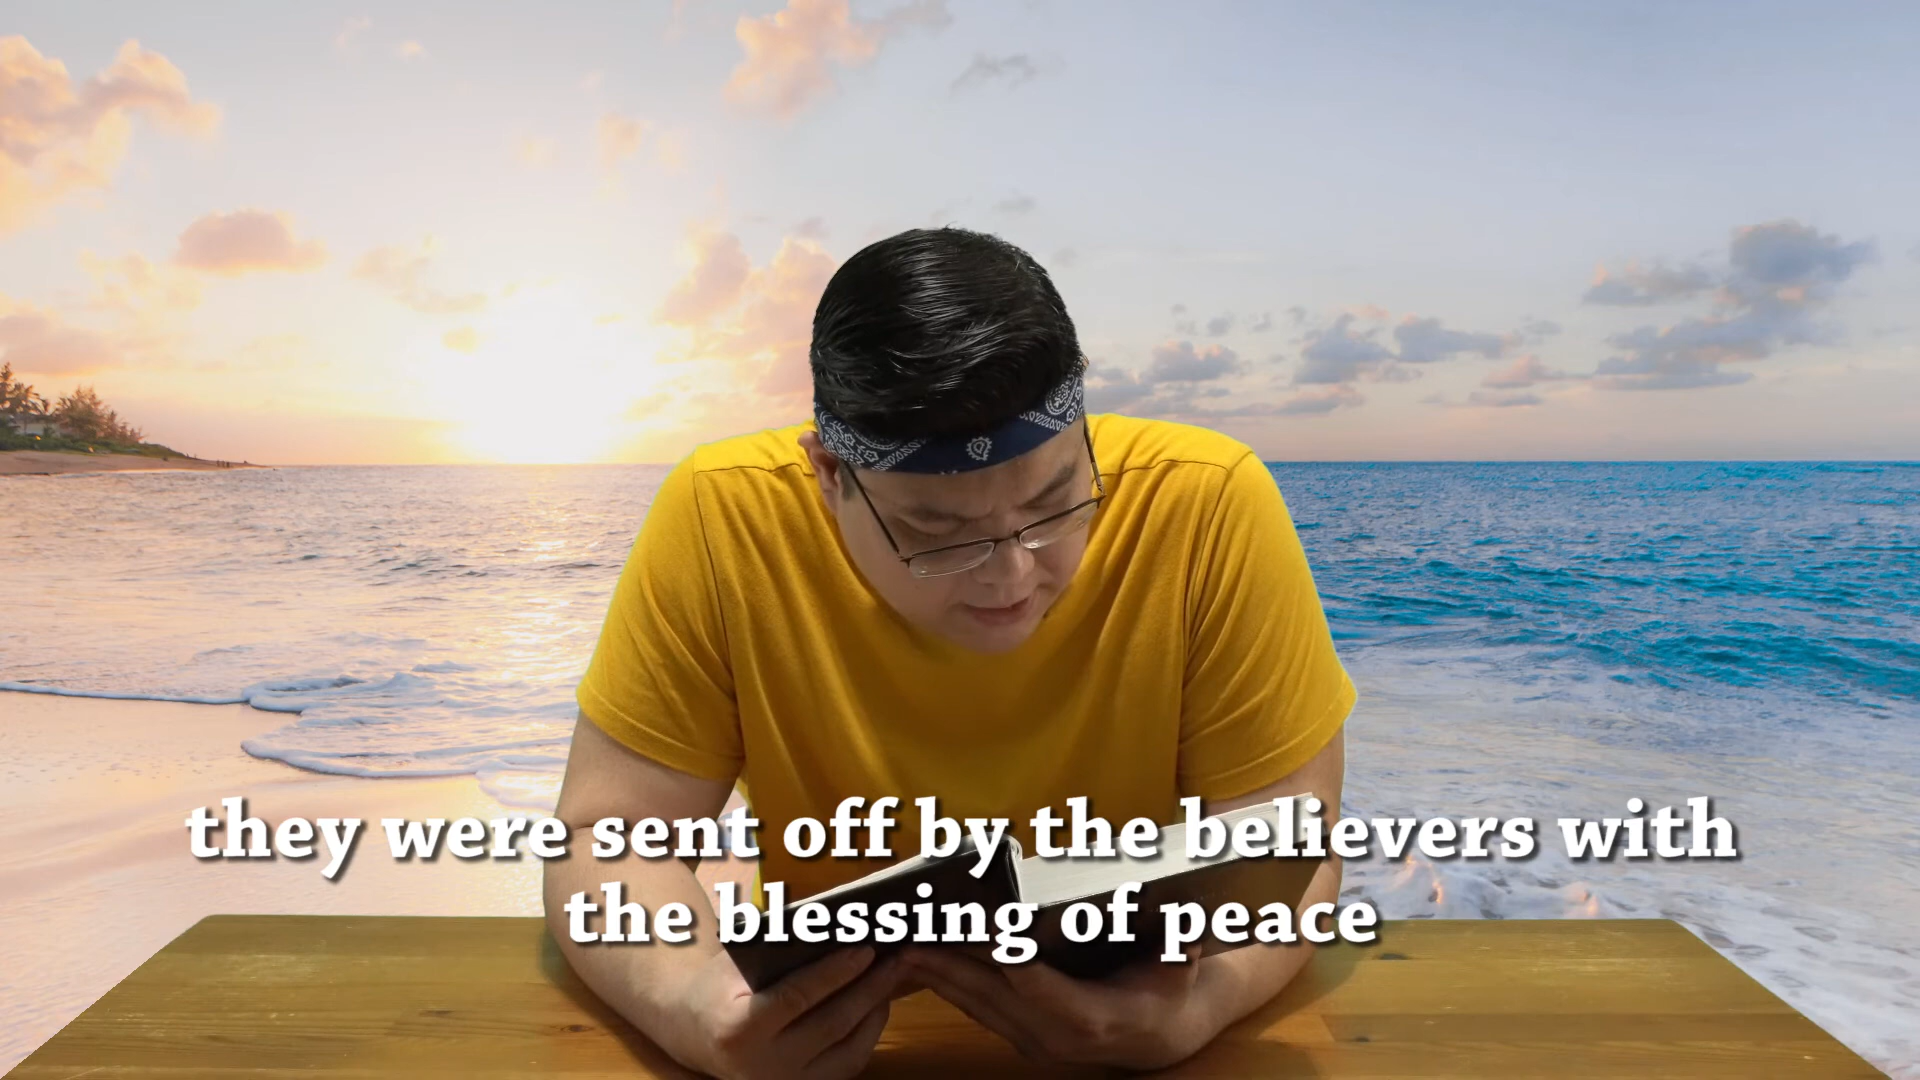 they were sent off by the believers with
the blessing of peace